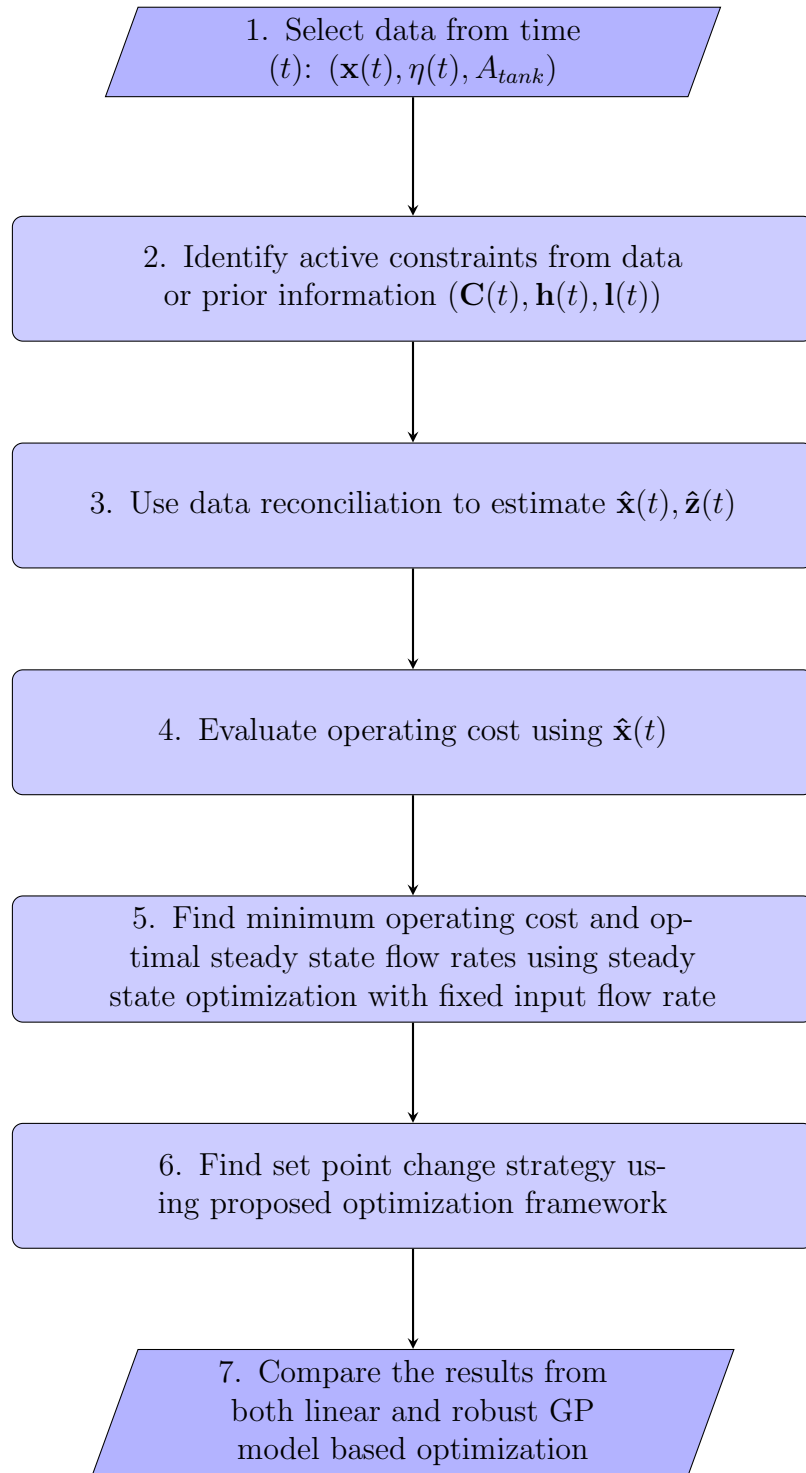 1. Select data from time
(t): (x(t), η(t), A_tank)
2. Identify active constraints from data
or prior information (C(t), h(t), l(t))
3. Use data reconciliation to estimate x̂(t), ẑ(t)
4. Evaluate operating cost using x̂(t)
5. Find minimum operating cost and op-
timal steady state flow rates using steady
state optimization with fixed input flow rate
6. Find set point change strategy us-
ing proposed optimization framework
7. Compare the results from
both linear and robust GP
model based optimization